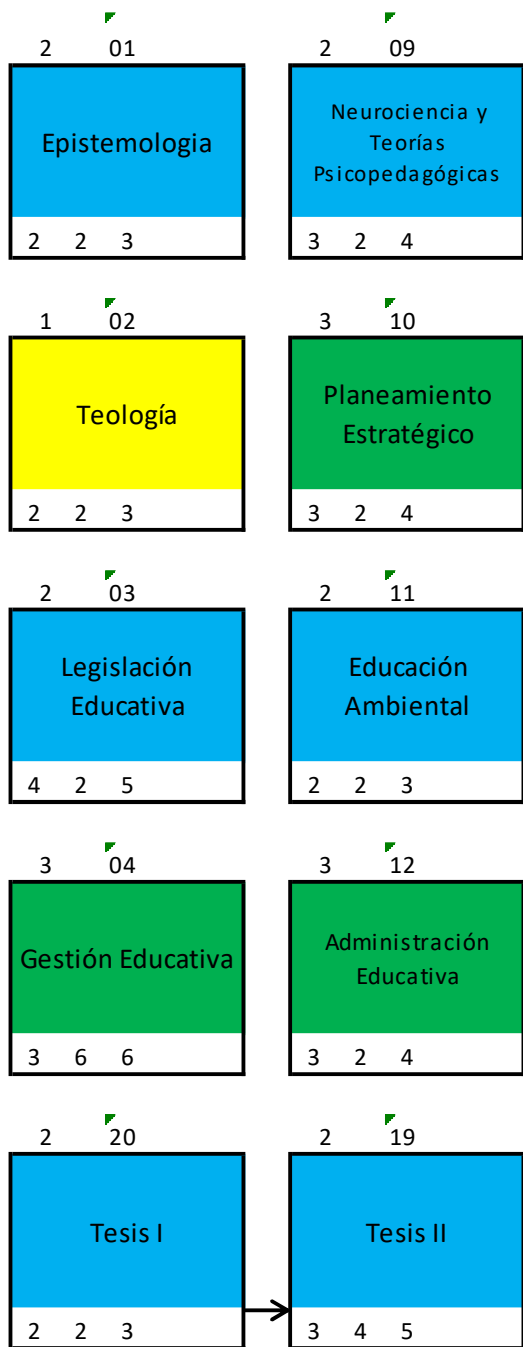 2 01
Epistemologia
2 2 3
2 09
Neurociencia y
Teorías
Psicopedagógicas
3 2 4
1 02
Teología
2 2 3
3 10
Planeamiento
Estratégico
3 2 4
2 03
Legislación
Educativa
4 2 5
2 11
Educación
Ambiental
2 2 3
3 04
Gestión Educativa
3 6 6
3 12
Administración
Educativa
3 2 4
2 20
Tesis I
2 2 3
2 19
Tesis II
3 4 5